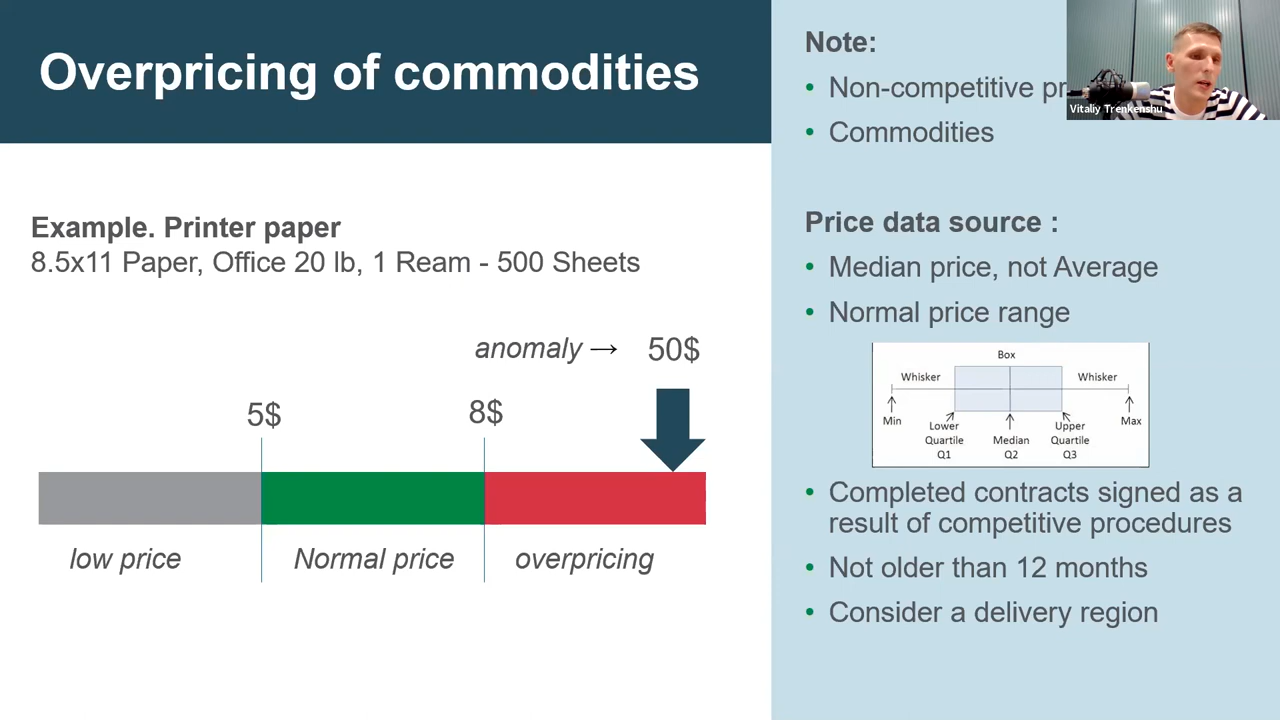 Overpricing of commodities
Example. Printer paper
8.5x11 Paper, Office 20 lb, 1 Ream - 500 Sheets
anomaly → 50$
5$
8$
low price
Normal price
overpricing
Note:
• Non-competitive
• Commodities
Price data source :
• Median price, not Average
• Normal price range
Box
Whisker
Whisker
Min
Lower
Quartile
Q1
Median
Q2
Upper
Quartile
Q3
Max
• Completed contracts signed as a
result of competitive procedures
• Not older than 12 months
• Consider a delivery region
Vitaliy Trenkenshu